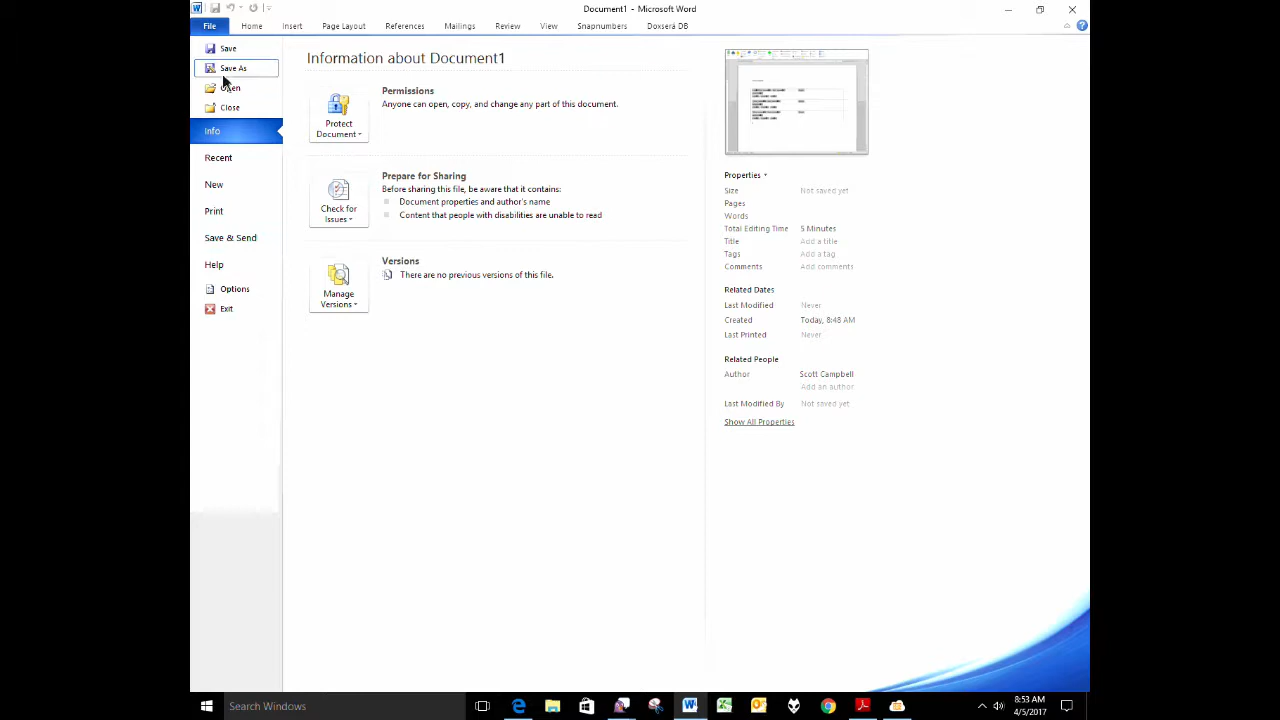 Document1 - Microsoft Word
File Home Insert Page Layout References Mailings Review View Snapnumbers Doxserá DB
Save
Save As
Open
Close
Info
Recent
New
Print
Save & Send
Help
Options
Exit
Information about Document1
Permissions
Anyone can open, copy, and change any part of this document.
Protect
Document
Prepare for Sharing
Before sharing this file, be aware that it contains:
Document properties and author's name
Content that people with disabilities are unable to read
Check for
Issues
Versions
There are no previous versions of this file.
Manage
Versions
Properties
Size Not saved yet
Pages
Words
Total Editing Time 5 Minutes
Title Add a title
Tags Add a tag
Comments Add comments
Related Dates
Last Modified Never
Created Today, 8:48 AM
Last Printed Never
Related People
Author Scott Campbell
Add an author
Last Modified By Not saved yet
Show All Properties
Search Windows
8:53 AM
4/5/2017